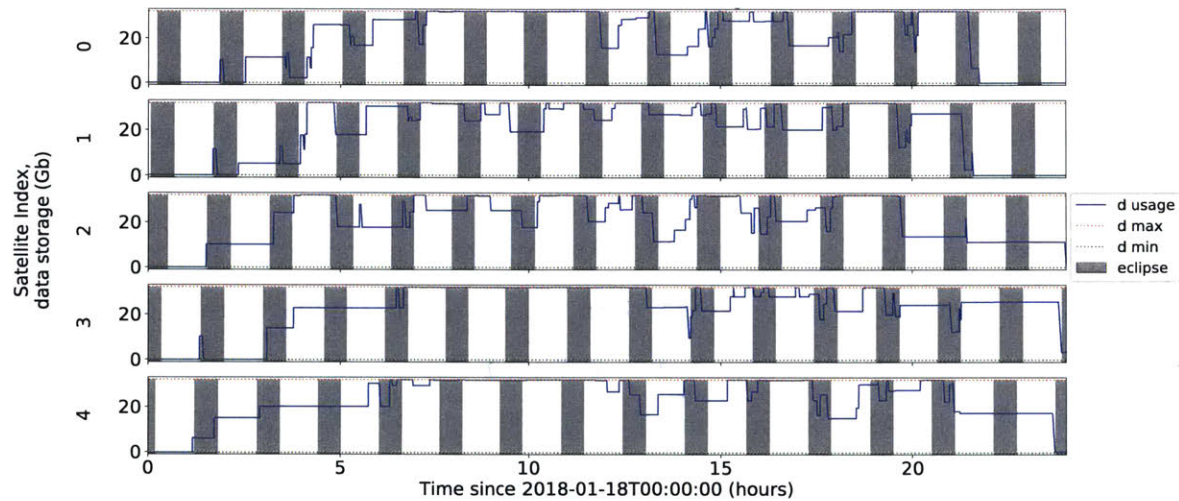 0
20
0
1
20
0
2
20
0
3
20
0
4
20
0
Satellite Index,
data storage (Gb)
0 5 10 15 20
Time since 2018-01-18T00:00:00 (hours)
d usage
d max
d min
eclipse